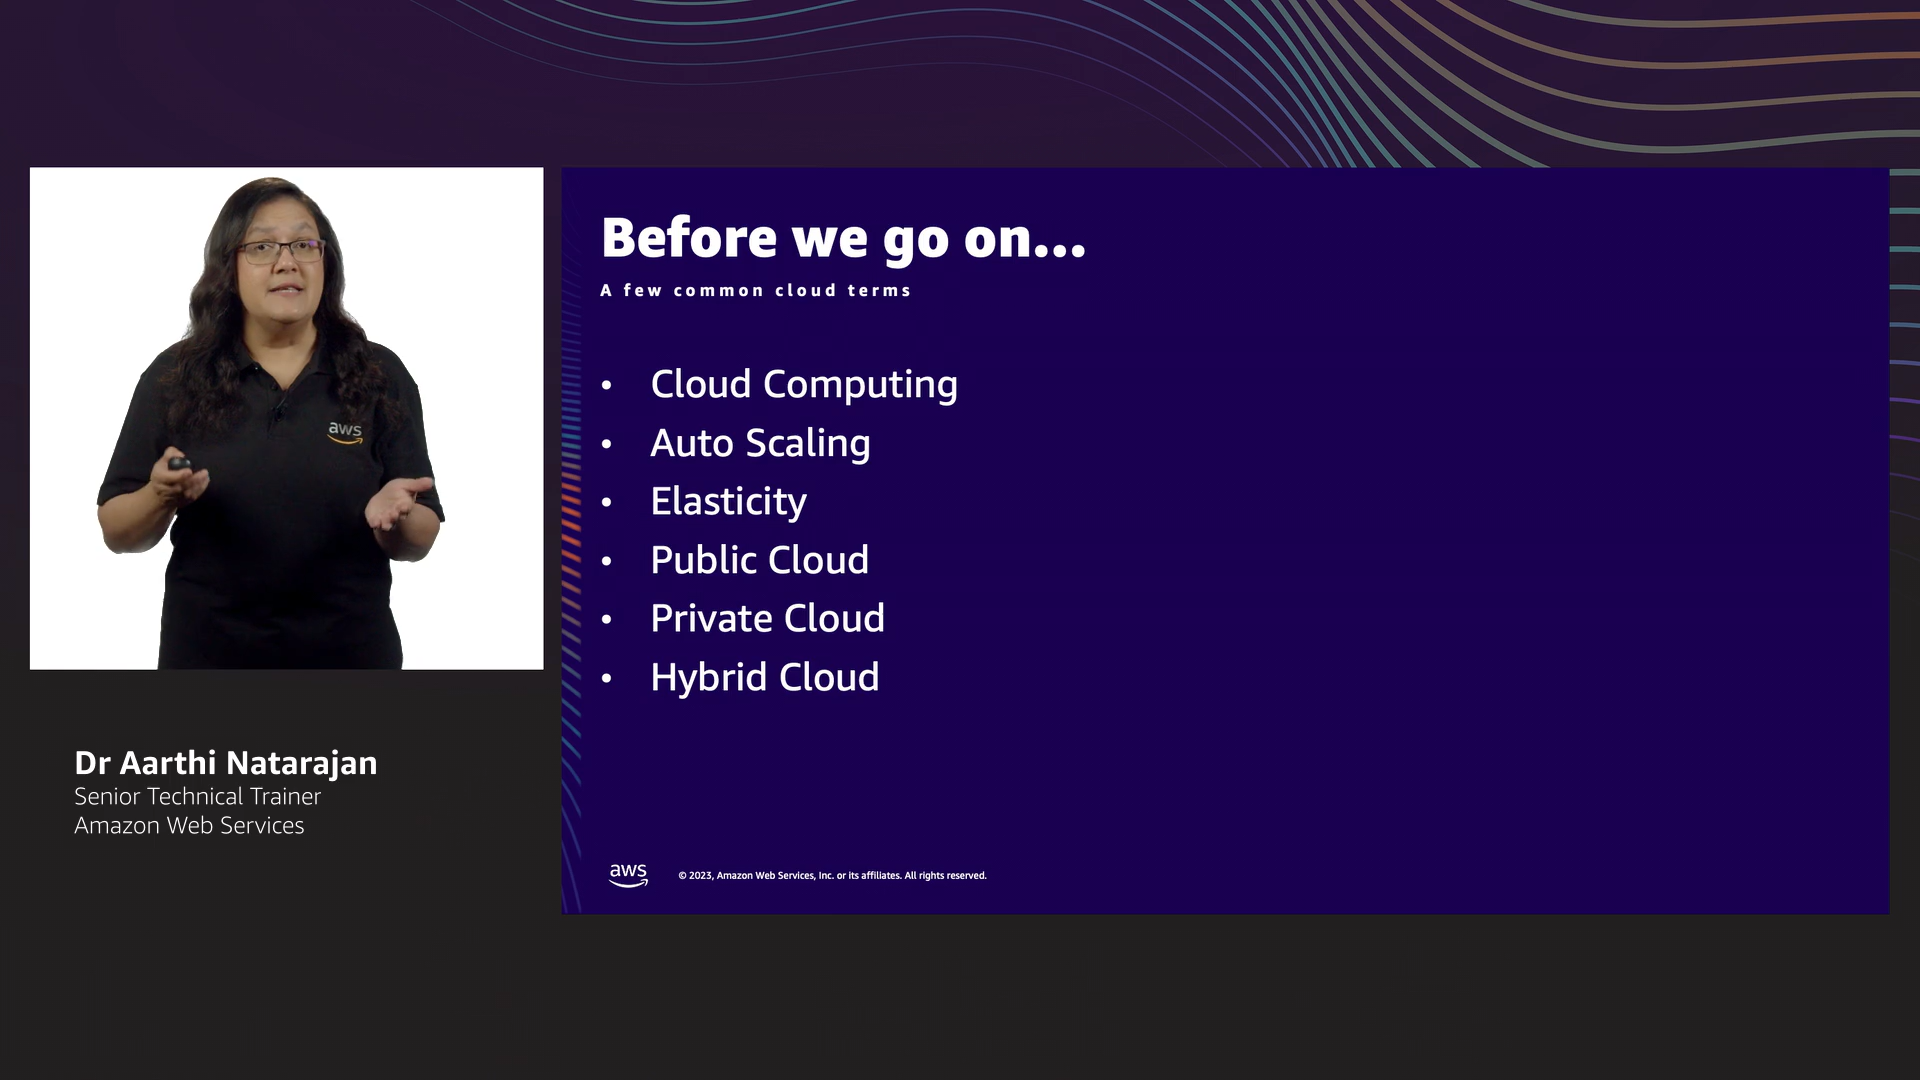 aws
Dr Aarthi Natarajan
Senior Technical Trainer
Amazon Web Services
Before we go on...
A few common cloud terms
• Cloud Computing
• Auto Scaling
• Elasticity
• Public Cloud
• Private Cloud
• Hybrid Cloud
aws
© 2023, Amazon Web Services, Inc. or its affiliates. All rights reserved.